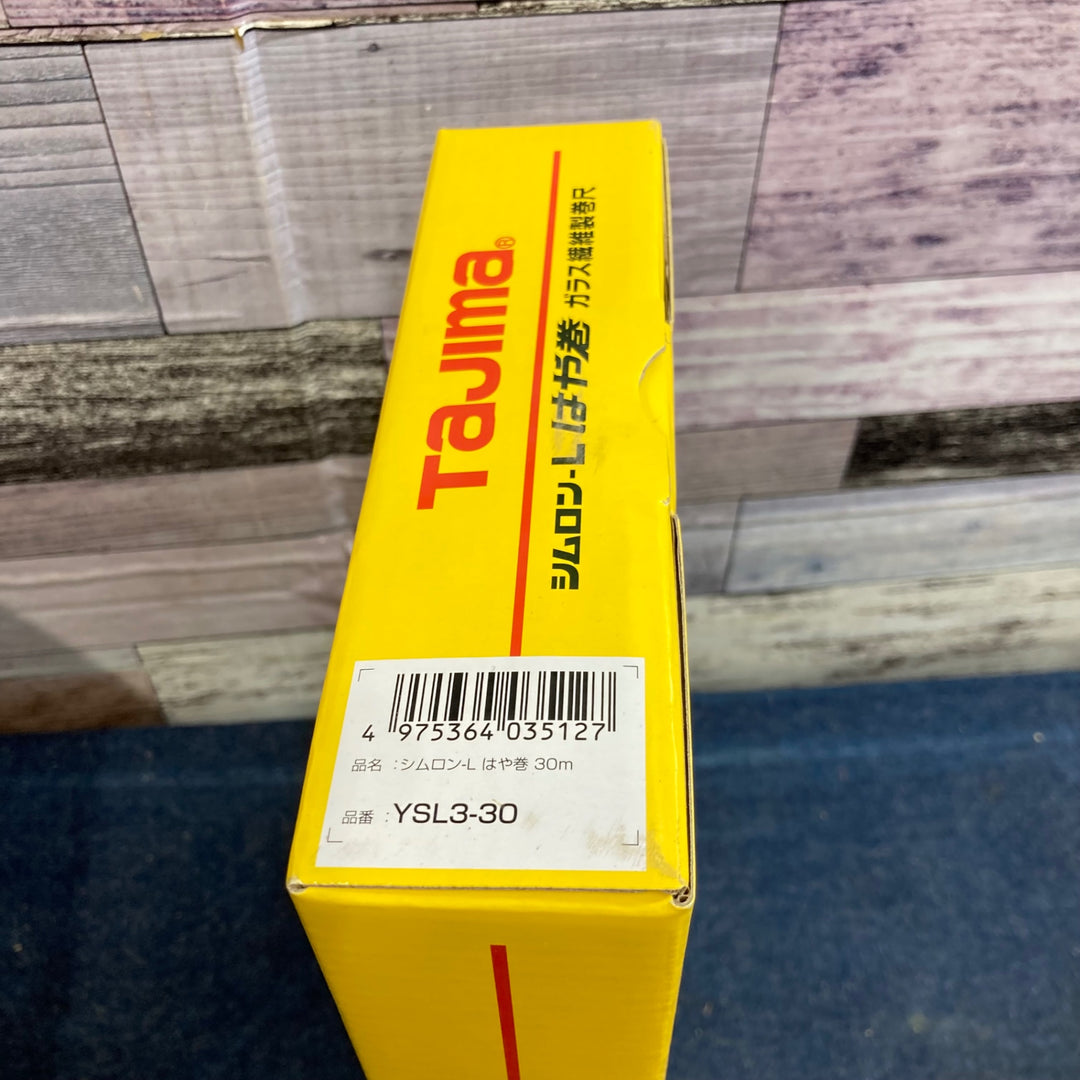 Tajima®
シムロン-Lはや巻 ガラス繊維製巻尺
4 975364 035127
品名 :シムロン-L はや巻 30m
品番 : YSL3-30